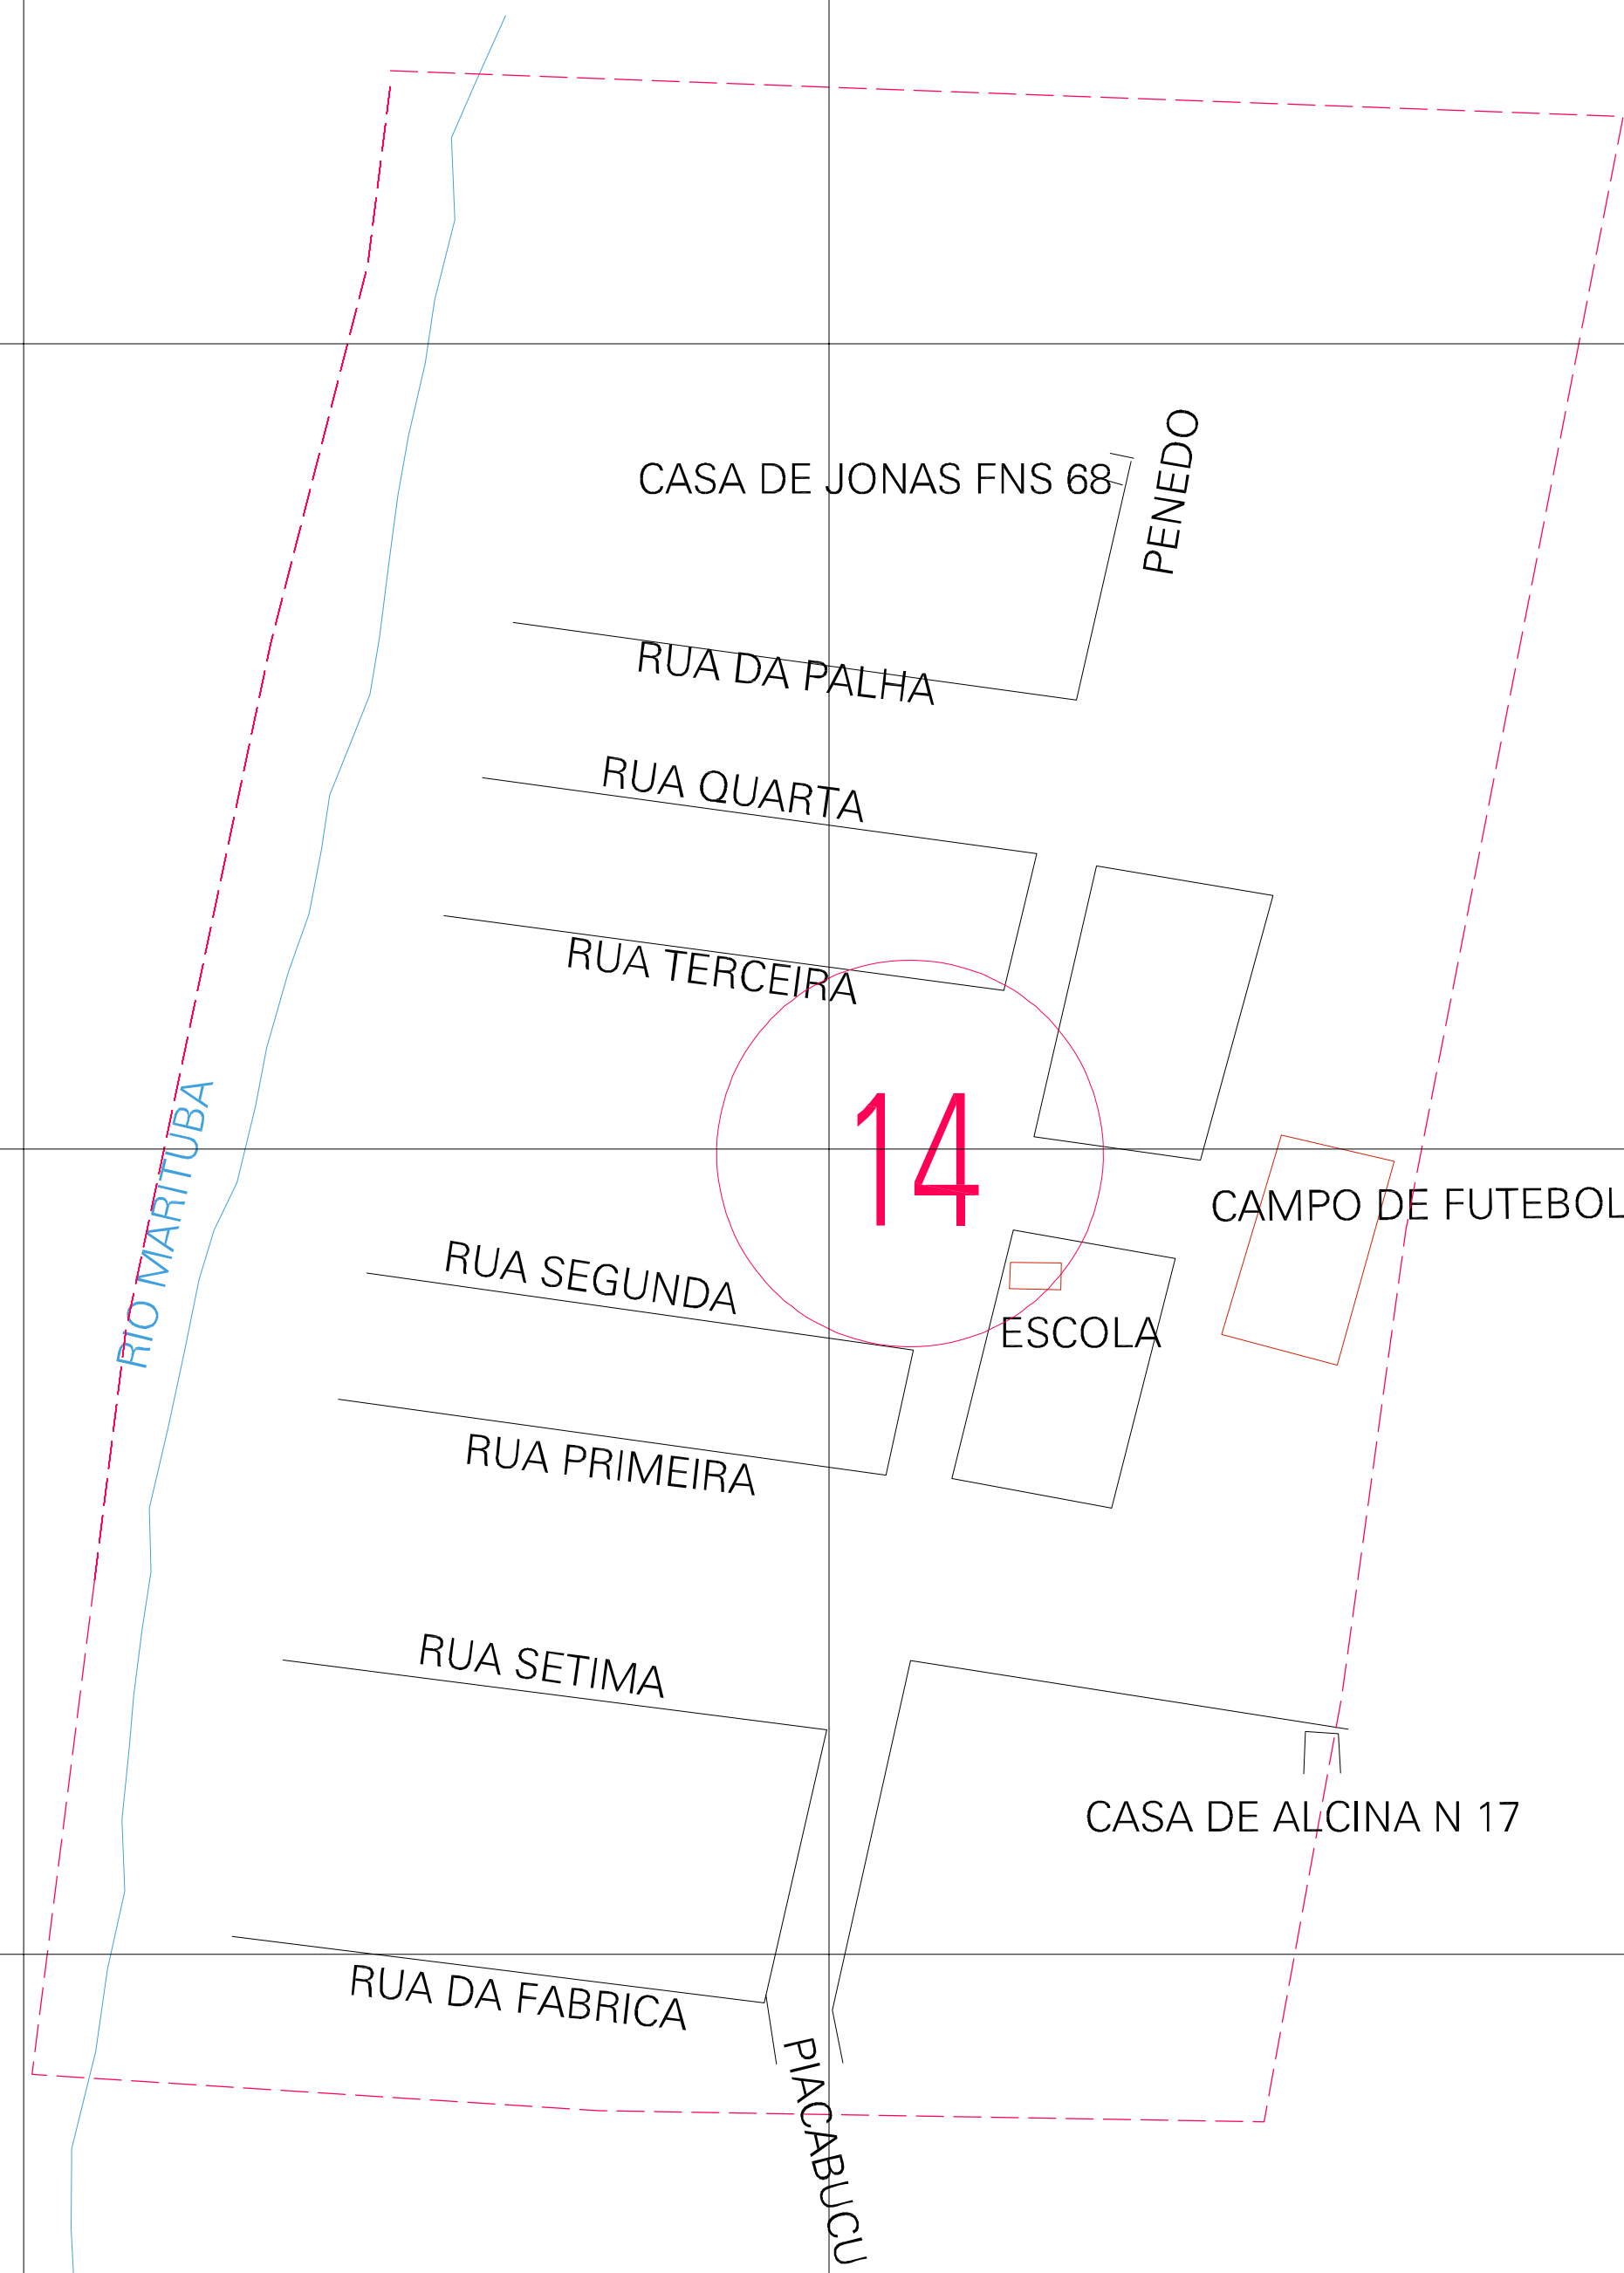 PENEDO
CASA DE JONAS FNS 68
RUA DA PALHA
RUA QUARTA
RUA TERCEIRA
14
RIO MARITUBA
CAMPO DE FUTEBOL
RUA SEGUNDA
ESCOLA
RUA PRIMEIRA
RUA SETIMA
CASA DE ALCINA N 17
RUA DA FABRICA
PIACABUCU